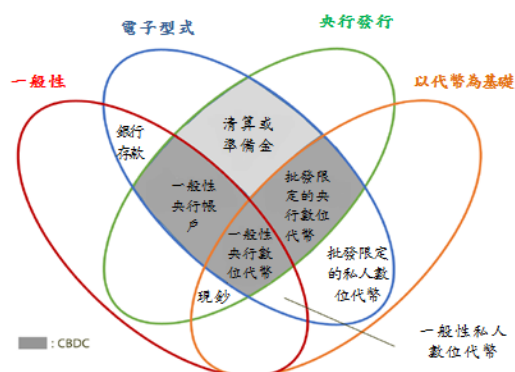 電子型式
央行發行
一般性
以代幣為基礎
銀行
存款
清算或
準備金
一般性
央行帳
戶
批發限
定的央
行數位
代幣
一般性
央行數
位代幣
批發限定
的私人數
位代幣
現鈔
一般性私人
數位代幣
: CBDC